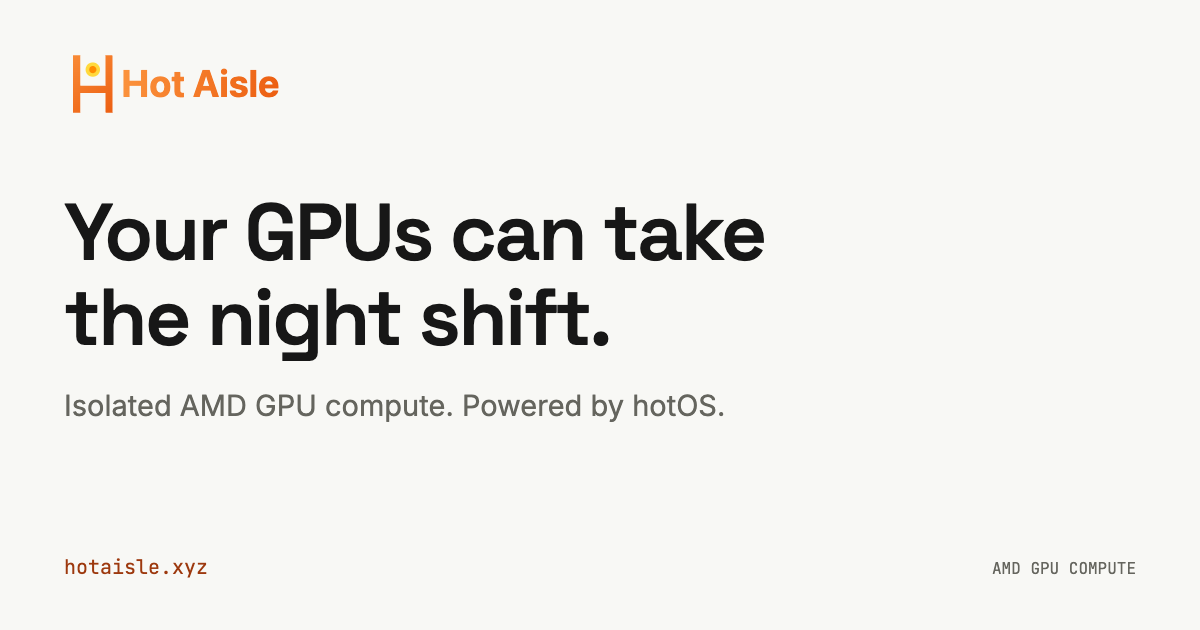 Hot Aisle
Your GPUs can take
the night shift.
Isolated AMD GPU compute. Powered by hotOS.
hotaisle.xyz
AMD GPU COMPUTE